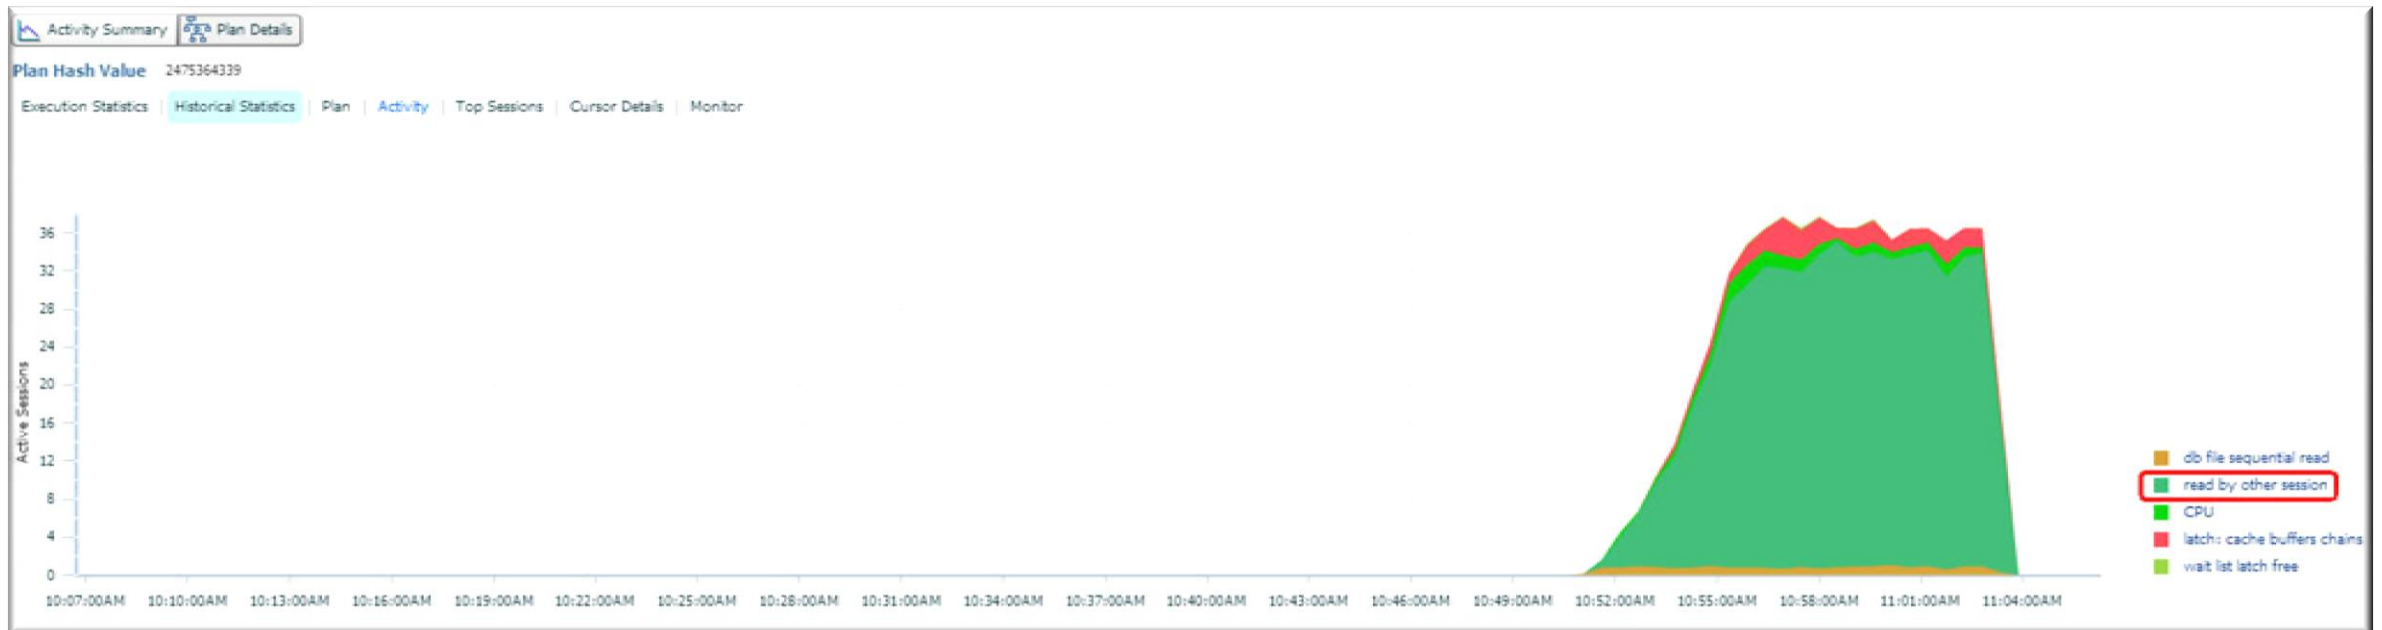 Activity Summary Plan Details
Plan Hash Value 2475364339
Execution Statistics Historical Statistics Plan Activity Top Sessions Cursor Details Monitor
Active Sessions
36
32
28
24
20
16
12
8
4
0
10:07:00AM 10:10:00AM 10:13:00AM 10:16:00AM 10:19:00AM 10:22:00AM 10:25:00AM 10:28:00AM 10:31:00AM 10:34:00AM 10:37:00AM 10:40:00AM 10:43:00AM 10:46:00AM 10:49:00AM 10:52:00AM 10:55:00AM 10:58:00AM 11:01:00AM 11:04:00AM
db file sequential read
read by other session
CPU
latch: cache buffers chains
wait list latch free